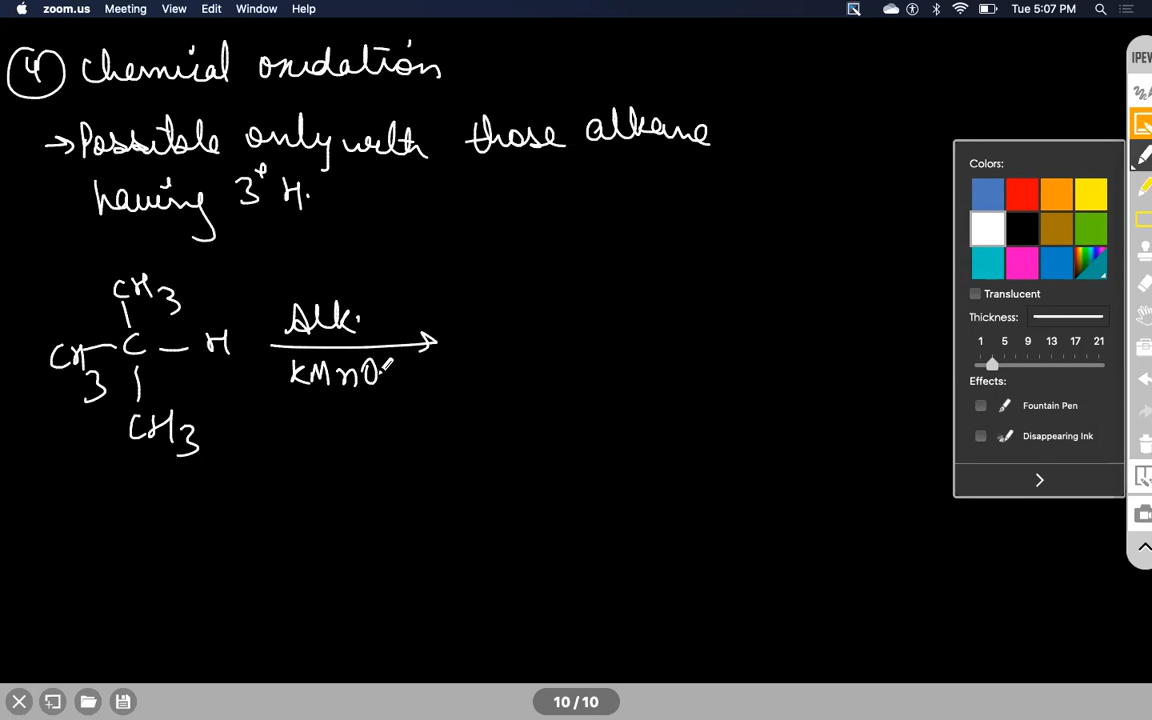 zoom.us Meeting View Edit Window Help Tue 5:07 PM
④ Chemical oxidation
→ Possible only with those alkane
having 3° H.
CH3
CH3 — C — H
CH3
Alk.
KMnO
IPEV
Colors:
Translucent
Thickness:
1 5 9 13 17 21
Effects:
Fountain Pen
Disappearing Ink
10 / 10